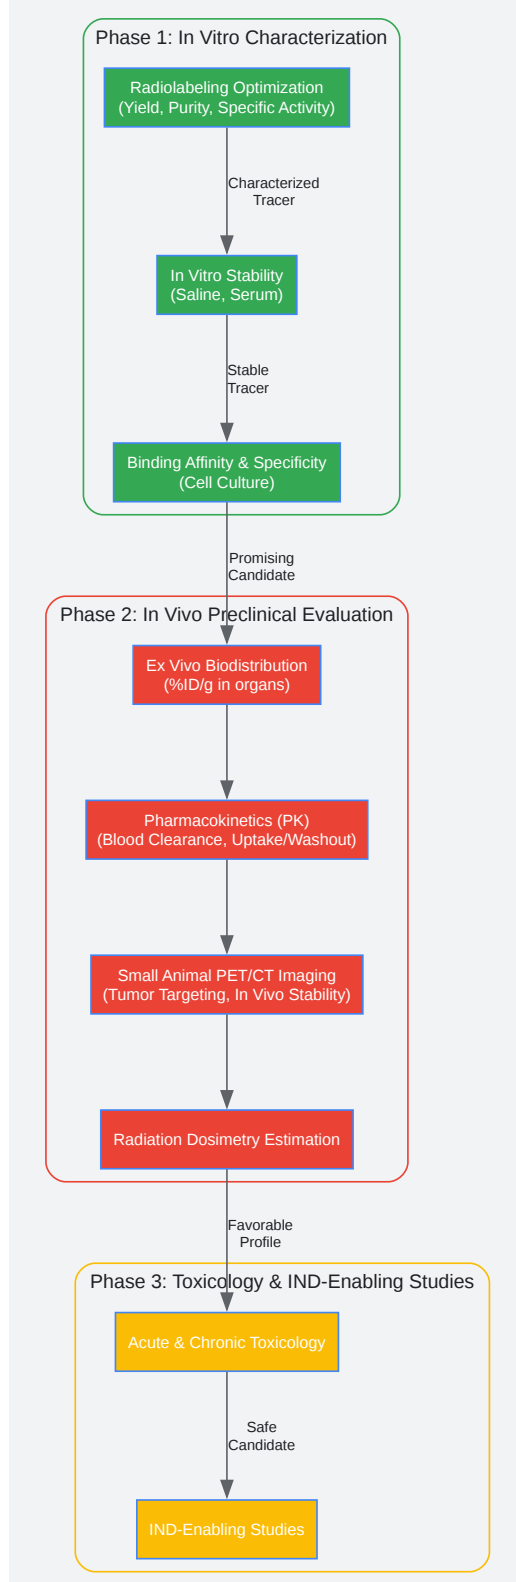 Phase 1: In Vitro Characterization
Radiolabeling Optimization
(Yield, Purity, Specific Activity)
Characterized
Tracer
In Vitro Stability
(Saline, Serum)
Stable
Tracer
Binding Affinity & Specificity
(Cell Culture)
Promising
Candidate
Phase 2: In Vivo Preclinical Evaluation
Ex Vivo Biodistribution
(%ID/g in organs)
Pharmacokinetics (PK)
(Blood Clearance, Uptake/Washout)
Small Animal PET/CT Imaging
(Tumor Targeting, In Vivo Stability)
Radiation Dosimetry Estimation
Favorable
Profile
Phase 3: Toxicology & IND-Enabling Studies
Acute & Chronic Toxicology
Safe
Candidate
IND-Enabling Studies